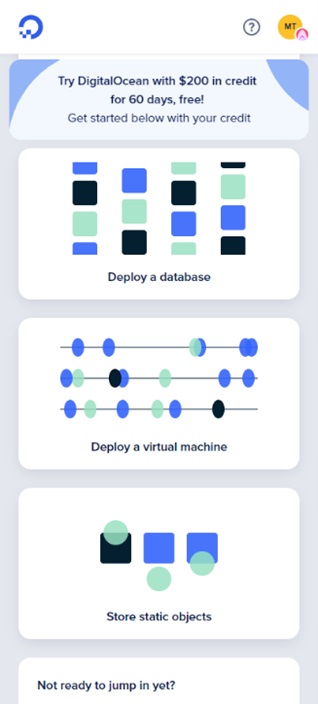 MT
Try DigitalOcean with $200 in credit
for 60 days, free!
Get started below with your credit
Deploy a database
Deploy a virtual machine
Store static objects
Not ready to jump in yet?